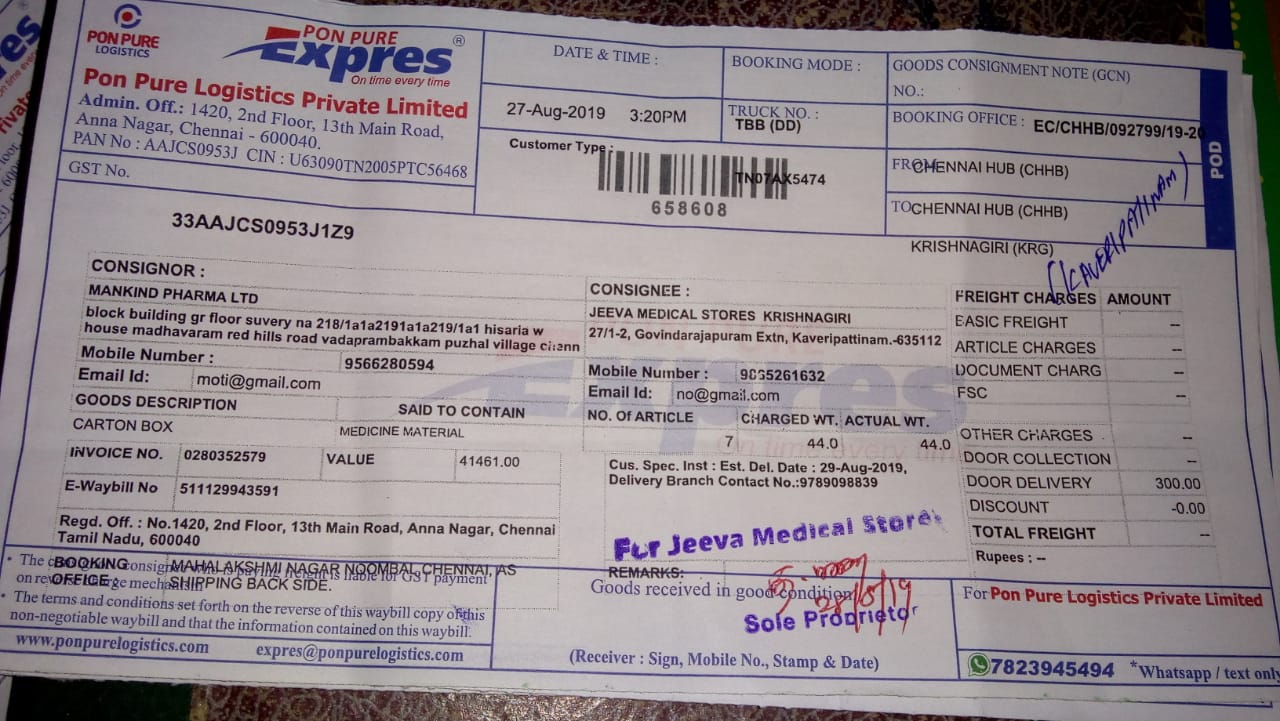 PON PURE
LOGISTICS
PON PURE
Expres ®
On time every time
Pon Pure Logistics Private Limited
Admin. Off.: 1420, 2nd Floor, 13th Main Road,
Anna Nagar, Chennai - 600040.
PAN No : AAJCS0953J CIN : U63090TN2005PTC56468
GST No.
33AAJCS0953J1Z9
DATE & TIME :
27-Aug-2019 3:20PM
BOOKING MODE :
TRUCK NO. :
TBB (DD)
Customer Type :
TN07AX5474
658608
GOODS CONSIGNMENT NOTE (GCN)
NO.:
BOOKING OFFICE : EC/CHHB/092799/19-20
FROM CHENNAI HUB (CHHB)
TO CHENNAI HUB (CHHB)
KRISHNAGIRI (KRG)
(KAVERIPATTINAM)
POD
CONSIGNOR :
MANKIND PHARMA LTD
block building gr floor suvery na 218/1a1a2191a1a219/1a1 hisaria w
house madhavaram red hills road vadaprambakkam puzhal village chann
Mobile Number : 9566280594
Email Id: moti@gmail.com
GOODS DESCRIPTION SAID TO CONTAIN
CARTON BOX MEDICINE MATERIAL
INVOICE NO. 0280352579 VALUE 41461.00
E-Waybill No 511129943591
Regd. Off. : No.1420, 2nd Floor, 13th Main Road, Anna Nagar, Chennai
Tamil Nadu, 600040
CONSIGNEE :
JEEVA MEDICAL STORES KRISHNAGIRI
27/1-2, Govindarajapuram Extn, Kaveripattinam.-635112
Mobile Number : 9035261632
Email Id: no@gmail.com
NO. Of ARTICLE CHARGED WT. ACTUAL WT.
7 44.0 44.0
Cus. Spec. Inst : Est. Del. Date : 29-Aug-2019,
Delivery Branch Contact No.:9789098839
FREIGHT CHARGES AMOUNT
BASIC FREIGHT --
ARTICLE CHARGES --
DOCUMENT CHARG --
FSC --
OTHER CHARGES --
DOOR COLLECTION --
DOOR DELIVERY 300.00
DISCOUNT -0.00
TOTAL FREIGHT --
Rupees : --
BOOKING MAHALAKSHMI NAGAR NOOMBAL,CHENNAI, AS
OFFICE : SHIPPING BACK SIDE.
• The terms and conditions set forth on the reverse of this waybill copy of this
non-negotiable waybill and that the information contained on this waybill.
www.ponpurelogistics.com expres@ponpurelogistics.com
For Jeeva Medical Stores
REMARKS:
Goods received in good condition
28/8/19
Sole Proprietor
(Receiver : Sign, Mobile No., Stamp & Date)
For Pon Pure Logistics Private Limited
7823945494 *Whatsapp / text only